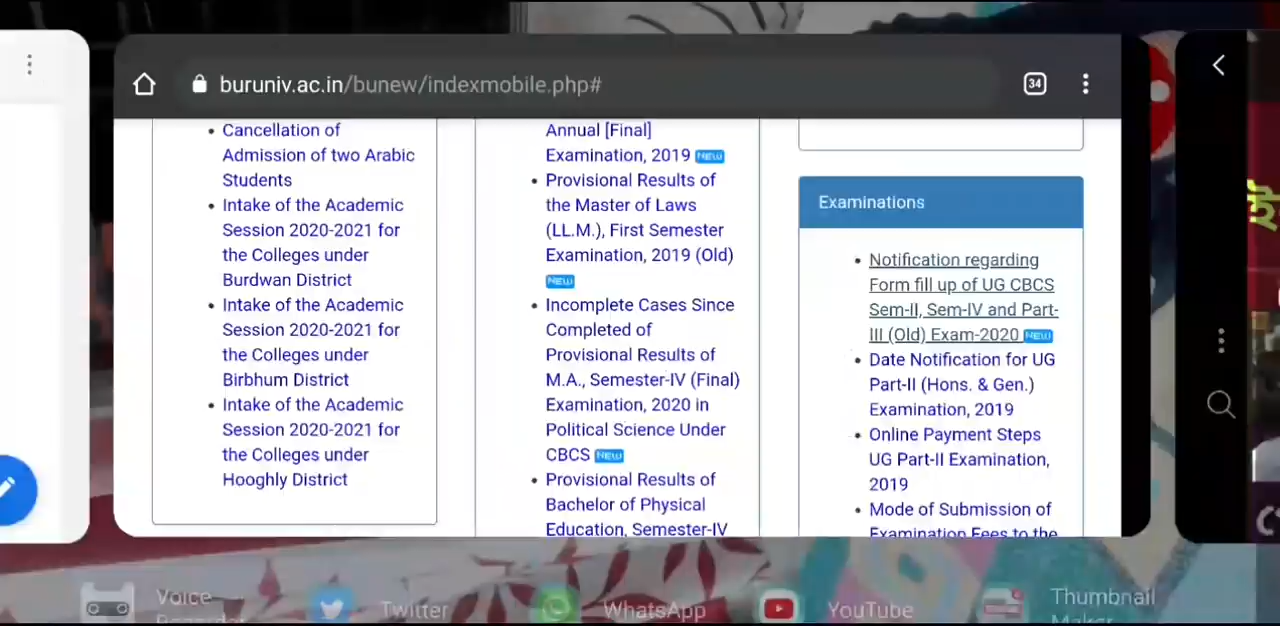 buruniv.ac.in/bunew/indexmobile.php#
34
Cancellation of
Admission of two Arabic
Students
Intake of the Academic
Session 2020-2021 for
the Colleges under
Burdwan District
Intake of the Academic
Session 2020-2021 for
the Colleges under
Birbhum District
Intake of the Academic
Session 2020-2021 for
the Colleges under
Hooghly District
Annual [Final]
Examination, 2019 NEW
Provisional Results of
the Master of Laws
(LL.M.), First Semester
Examination, 2019 (Old)
NEW
Incomplete Cases Since
Completed of
Provisional Results of
M.A., Semester-IV (Final)
Examination, 2020 in
Political Science Under
CBCS NEW
Provisional Results of
Bachelor of Physical
Education, Semester-IV
Examinations
Notification regarding
Form fill up of UG CBCS
Sem-II, Sem-IV and Part-
III (Old) Exam-2020 NEW
Date Notification for UG
Part-II (Hons. & Gen.)
Examination, 2019
Online Payment Steps
UG Part-II Examination,
2019
Mode of Submission of
Examination Fees to the
Voice
Twitter
WhatsApp
YouTube
Thumbnail
Maker